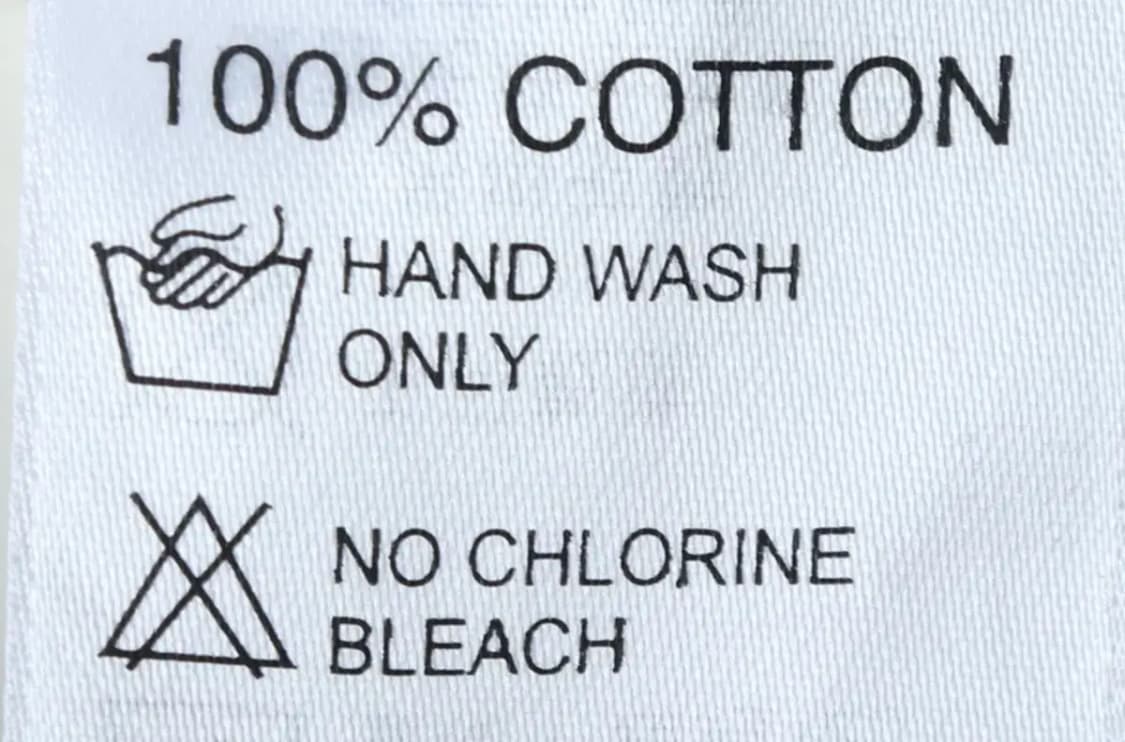 100% COTTON
HAND WASH
ONLY
NO CHLORINE
BLEACH